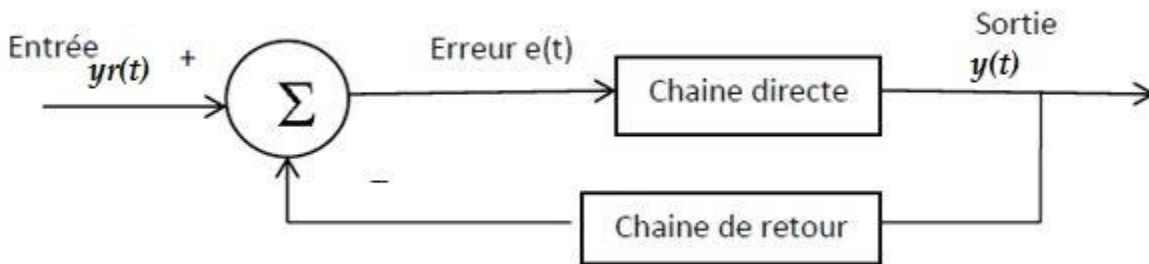 Entrée
yr(t)
+
Σ
Erreur e(t)
Chaine directe
Sortie
y(t)
–
Chaine de retour